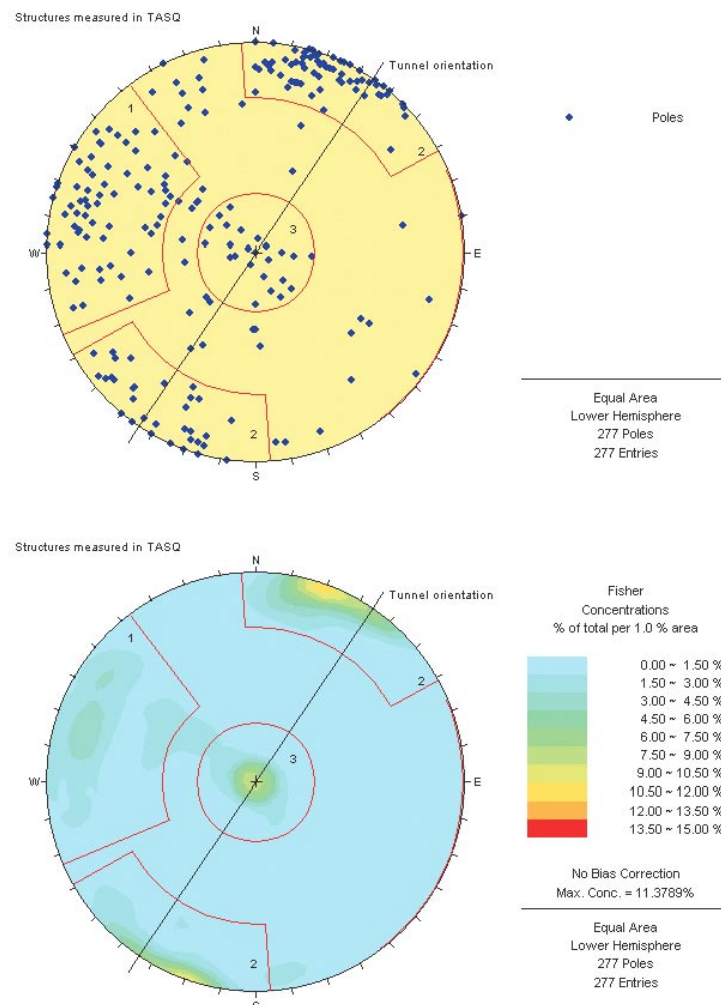 Structures measured in TASQ
N
Tunnel orientation
1
Poles
2
3
W
E
2
S
Equal Area
Lower Hemisphere
277 Poles
277 Entries
Structures measured in TASQ
N
Tunnel orientation
1
2
3
W
E
2
S
Fisher
Concentrations
% of total per 1.0 % area
0.00 ~ 1.50 %
1.50 ~ 3.00 %
3.00 ~ 4.50 %
4.50 ~ 6.00 %
6.00 ~ 7.50 %
7.50 ~ 9.00 %
9.00 ~ 10.50 %
10.50 ~ 12.00 %
12.00 ~ 13.50 %
13.50 ~ 15.00 %
No Bias Correction
Max. Conc. = 11.3789%
Equal Area
Lower Hemisphere
277 Poles
277 Entries